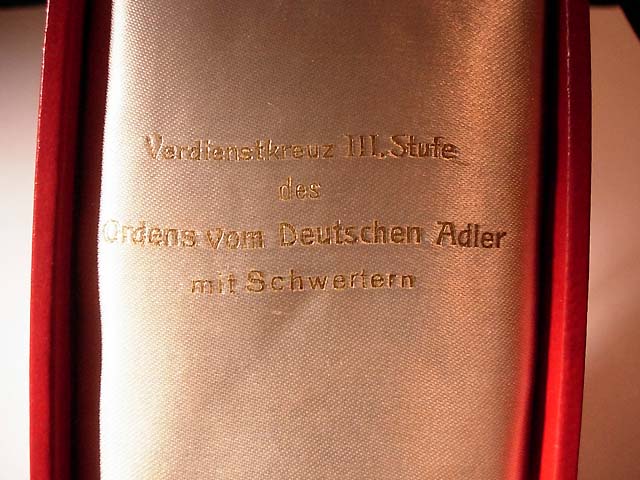 Verdienstkreuz III. Stufe
des
Ordens vom Deutschen Adler
mit Schwertern